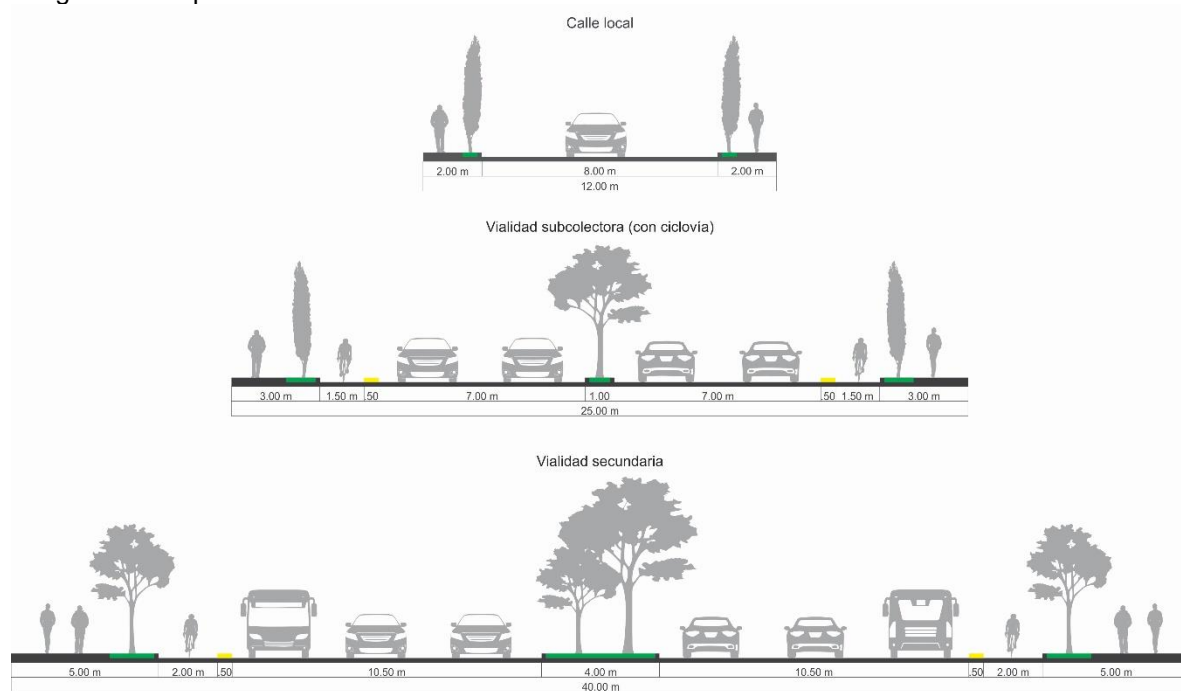 Calle local
2.00 m 8.00 m 2.00 m
12.00 m
Vialidad subcolectora (con ciclovía)
3.00 m 1.50 m .50 7.00 m 1.00 7.00 m .50 1.50 m 3.00 m
25.00 m
Vialidad secundaria
5.00 m 2.00 m .50 10.50 m 4.00 m 10.50 m .50 2.00 m 5.00 m
40.00 m